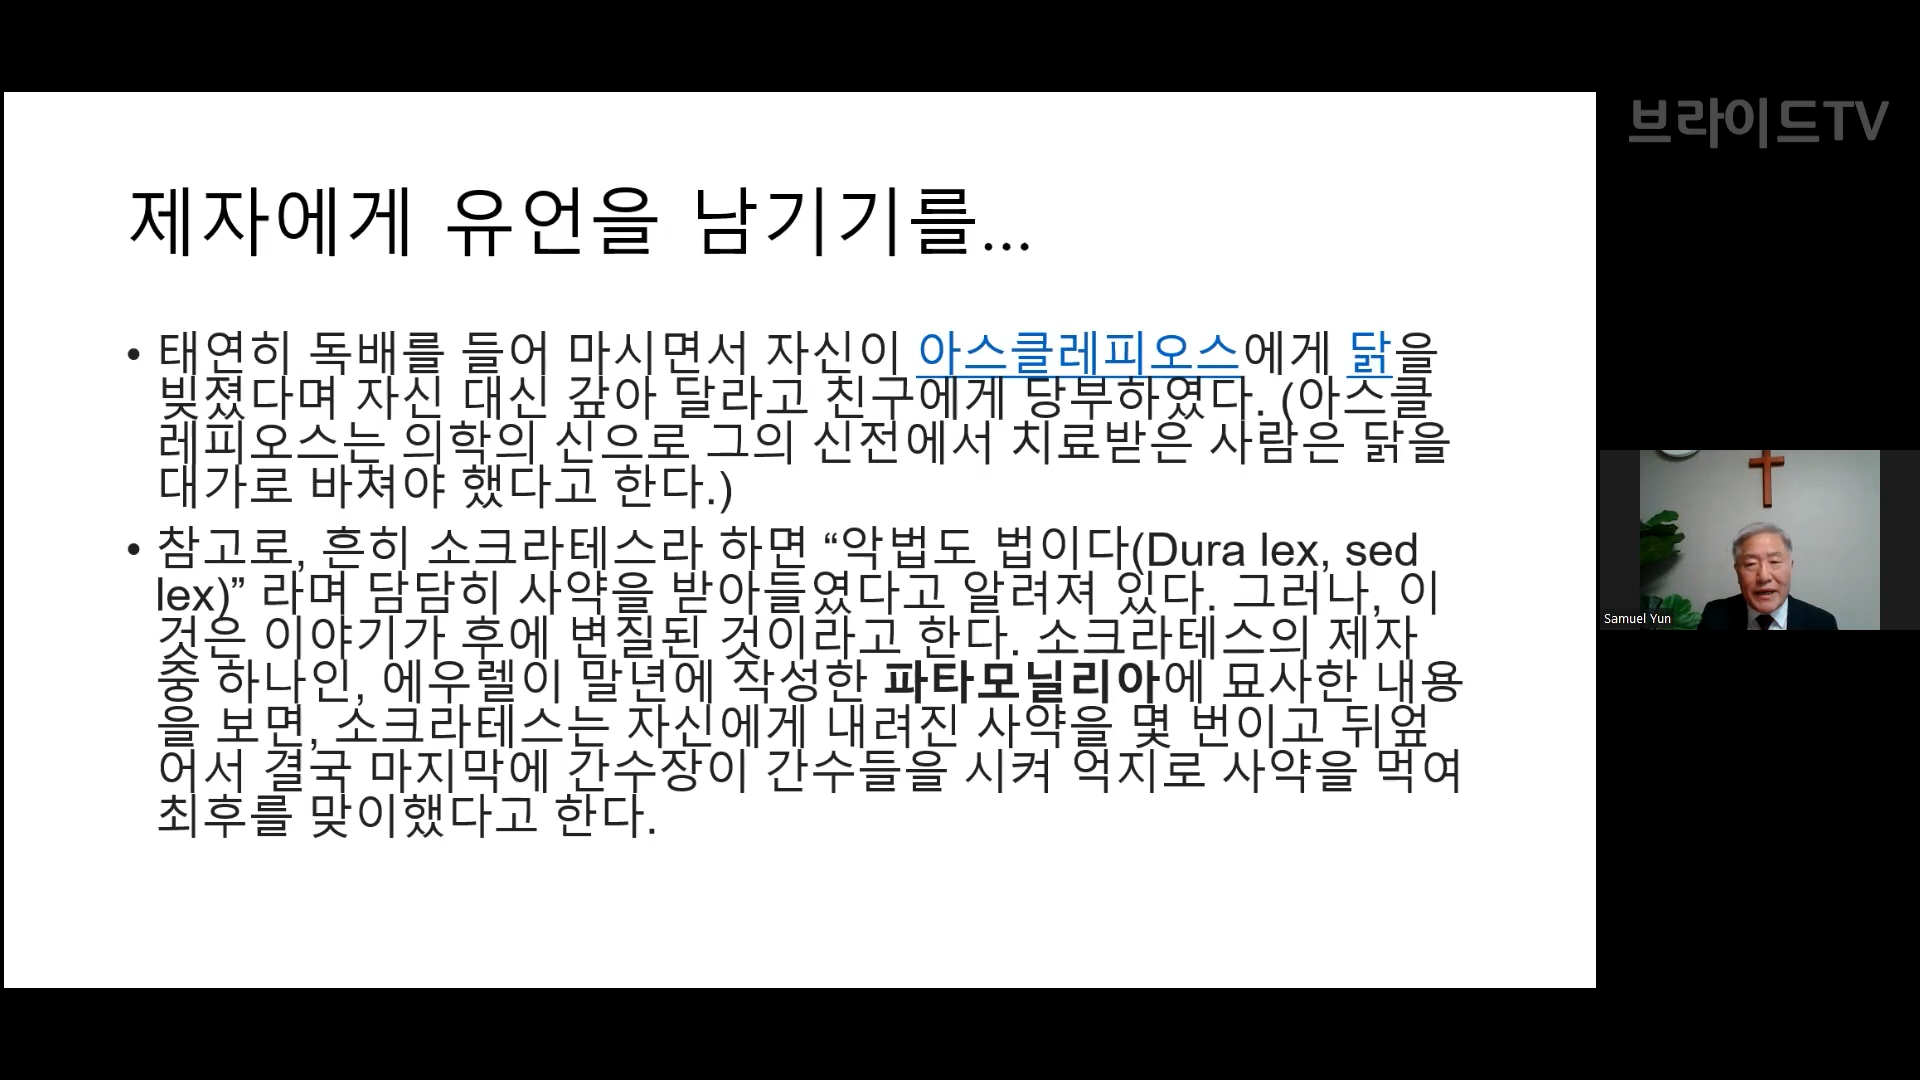 브라이드TV
제자에게 유언을 남기기를...
• 태연히 독배를 들어 마시면서 자신이 아스클레피오스에게 닭을
빚졌다며 자신 대신 갚아 달라고 친구에게 당부하였다. (아스클
레피오스는 의학의 신으로 그의 신전에서 치료받은 사람은 닭을
대가로 바쳐야 했다고 한다.)
• 참고로, 흔히 소크라테스라 하면 “악법도 법이다(Dura lex, sed
lex)” 라며 담담히 사약을 받아들였다고 알려져 있다. 그러나, 이
것은 이야기가 후에 변질된 것이라고 한다. 소크라테스의 제자
중 하나인, 에우렐이 말년에 작성한 파타모닐리아에 묘사한 내용
을 보면, 소크라테스는 자신에게 내려진 사약을 몇 번이고 뒤엎
어서 결국 마지막에 간수장이 간수들을 시켜 억지로 사약을 먹여
최후를 맞이했다고 한다.
Samuel Yun